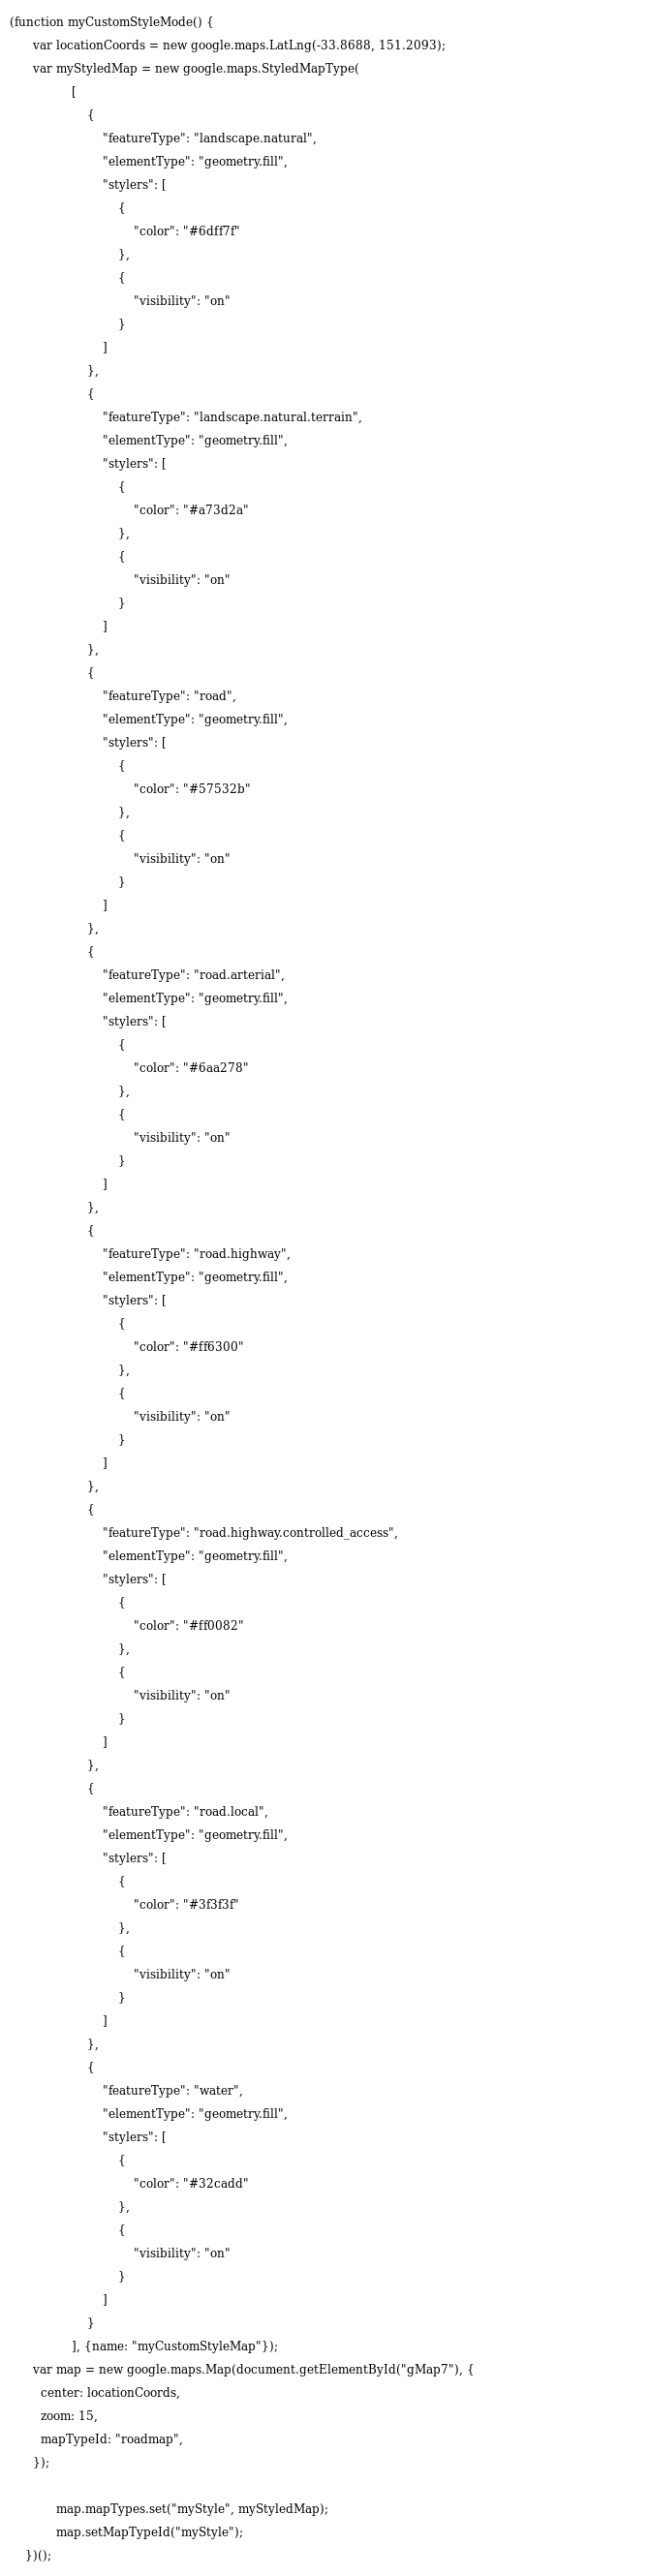 (function myCustomStyleMode() {
var locationCoords = new google.maps.LatLng(-33.8688, 151.2093);
var myStyledMap = new google.maps.StyledMapType(
[
{
"featureType": "landscape.natural",
"elementType": "geometry.fill",
"stylers": [
{
"color": "#6dff7f"
},
{
"visibility": "on"
}
]
},
{
"featureType": "landscape.natural.terrain",
"elementType": "geometry.fill",
"stylers": [
{
"color": "#a73d2a"
},
{
"visibility": "on"
}
]
},
{
"featureType": "road",
"elementType": "geometry.fill",
"stylers": [
{
"color": "#57532b"
},
{
"visibility": "on"
}
]
},
{
"featureType": "road.arterial",
"elementType": "geometry.fill",
"stylers": [
{
"color": "#6aa278"
},
{
"visibility": "on"
}
]
},
{
"featureType": "road.highway",
"elementType": "geometry.fill",
"stylers": [
{
"color": "#ff6300"
},
{
"visibility": "on"
}
]
},
{
"featureType": "road.highway.controlled_access",
"elementType": "geometry.fill",
"stylers": [
{
"color": "#ff0082"
},
{
"visibility": "on"
}
]
},
{
"featureType": "road.local",
"elementType": "geometry.fill",
"stylers": [
{
"color": "#3f3f3f"
},
{
"visibility": "on"
}
]
},
{
"featureType": "water",
"elementType": "geometry.fill",
"stylers": [
{
"color": "#32cadd"
},
{
"visibility": "on"
}
]
}
], {name: "myCustomStyleMap"});
var map = new google.maps.Map(document.getElementById("gMap7"), {
center: locationCoords,
zoom: 15,
mapTypeId: "roadmap",
});
map.mapTypes.set("myStyle", myStyledMap);
map.setMapTypeId("myStyle");
})();